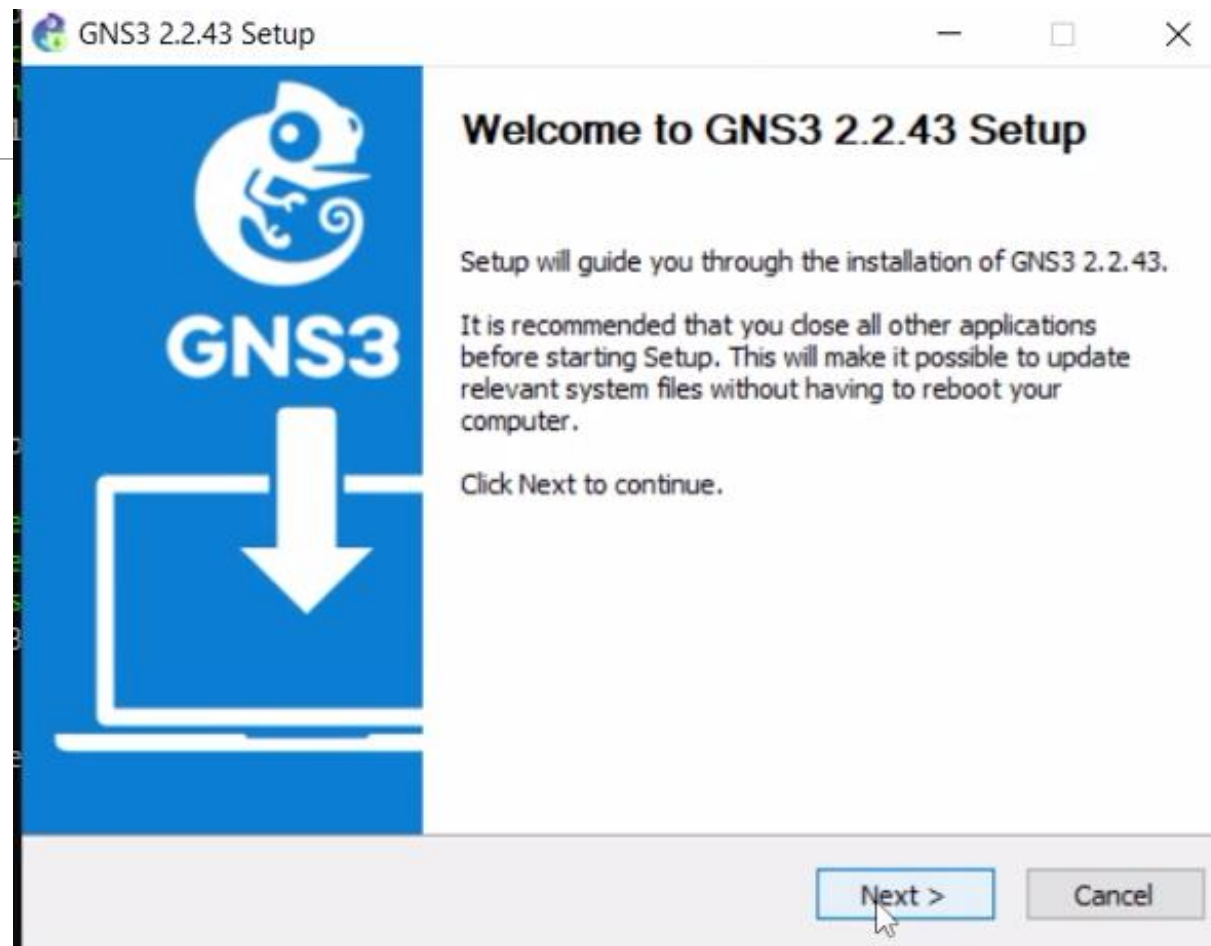 GNS3 2.2.43 Setup
Welcome to GNS3 2.2.43 Setup
GNS3
Setup will guide you through the installation of GNS3 2.2.43.
It is recommended that you close all other applications
before starting Setup. This will make it possible to update
relevant system files without having to reboot your
computer.
Click Next to continue.
Next >
Cancel